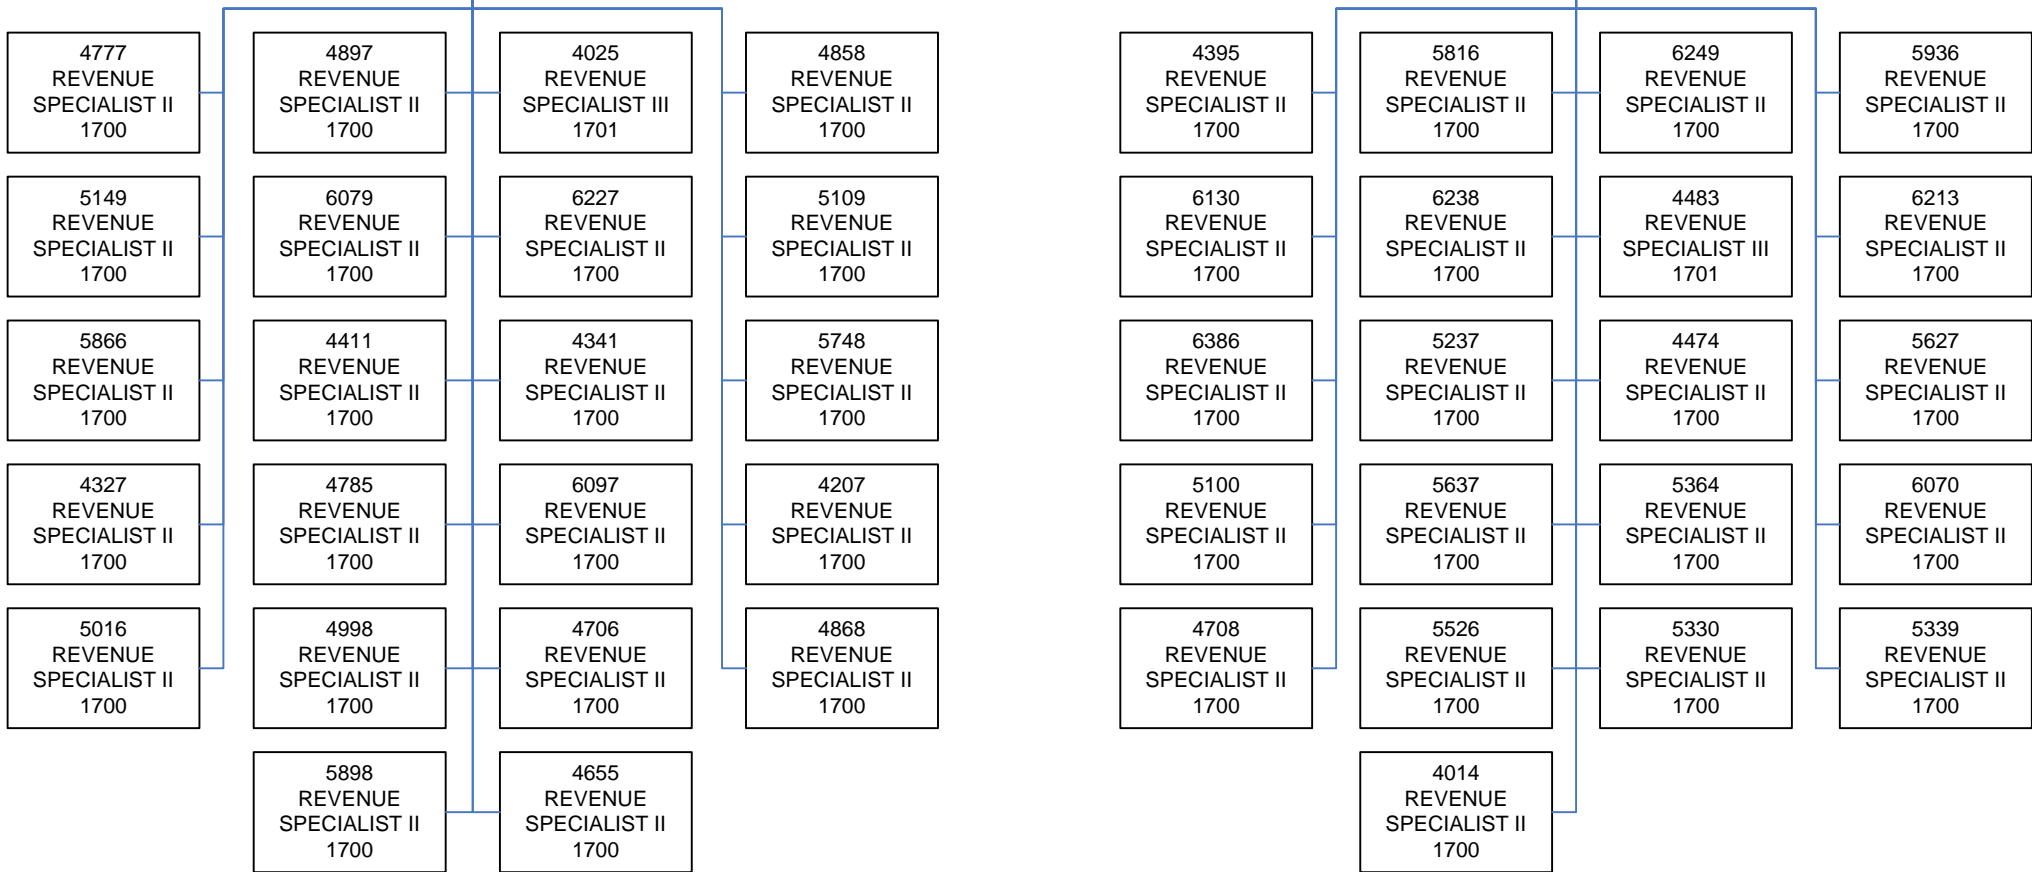 4777
REVENUE
SPECIALIST II
1700
4897
REVENUE
SPECIALIST II
1700
4025
REVENUE
SPECIALIST III
1701
4858
REVENUE
SPECIALIST II
1700
4395
REVENUE
SPECIALIST II
1700
5816
REVENUE
SPECIALIST II
1700
6249
REVENUE
SPECIALIST II
1700
5936
REVENUE
SPECIALIST II
1700
5149
REVENUE
SPECIALIST II
1700
6079
REVENUE
SPECIALIST II
1700
6227
REVENUE
SPECIALIST II
1700
5109
REVENUE
SPECIALIST II
1700
6130
REVENUE
SPECIALIST II
1700
6238
REVENUE
SPECIALIST II
1700
4483
REVENUE
SPECIALIST III
1701
6213
REVENUE
SPECIALIST II
1700
5866
REVENUE
SPECIALIST II
1700
4411
REVENUE
SPECIALIST II
1700
4341
REVENUE
SPECIALIST II
1700
5748
REVENUE
SPECIALIST II
1700
6386
REVENUE
SPECIALIST II
1700
5237
REVENUE
SPECIALIST II
1700
4474
REVENUE
SPECIALIST II
1700
5627
REVENUE
SPECIALIST II
1700
4327
REVENUE
SPECIALIST II
1700
4785
REVENUE
SPECIALIST II
1700
6097
REVENUE
SPECIALIST II
1700
4207
REVENUE
SPECIALIST II
1700
5100
REVENUE
SPECIALIST II
1700
5637
REVENUE
SPECIALIST II
1700
5364
REVENUE
SPECIALIST II
1700
6070
REVENUE
SPECIALIST II
1700
5016
REVENUE
SPECIALIST II
1700
4998
REVENUE
SPECIALIST II
1700
4706
REVENUE
SPECIALIST II
1700
4868
REVENUE
SPECIALIST II
1700
4708
REVENUE
SPECIALIST II
1700
5526
REVENUE
SPECIALIST II
1700
5330
REVENUE
SPECIALIST II
1700
5339
REVENUE
SPECIALIST II
1700
5898
REVENUE
SPECIALIST II
1700
4655
REVENUE
SPECIALIST II
1700
4014
REVENUE
SPECIALIST II
1700